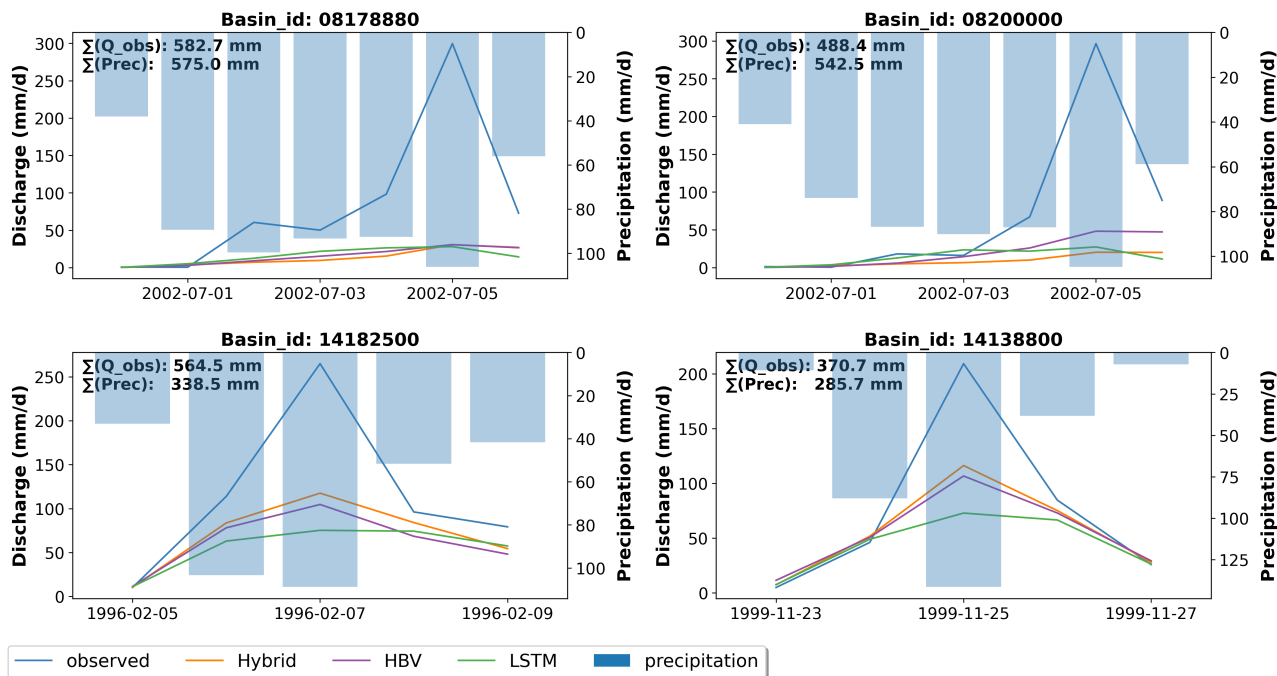 Basin_id: 08178880
∑(Q_obs): 582.7 mm
∑(Prec): 575.0 mm
300
250
200
150
100
50
0
Discharge (mm/d)
0
20
40
60
80
100
Precipitation (mm/d)
2002-07-01 2002-07-03 2002-07-05
Basin_id: 08200000
∑(Q_obs): 488.4 mm
∑(Prec): 542.5 mm
300
250
200
150
100
50
0
Discharge (mm/d)
0
20
40
60
80
100
Precipitation (mm/d)
2002-07-01 2002-07-03 2002-07-05
Basin_id: 14182500
∑(Q_obs): 564.5 mm
∑(Prec): 338.5 mm
250
200
150
100
50
0
Discharge (mm/d)
0
20
40
60
80
100
Precipitation (mm/d)
1996-02-05 1996-02-07 1996-02-09
Basin_id: 14138800
∑(Q_obs): 370.7 mm
∑(Prec): 285.7 mm
200
150
100
50
0
Discharge (mm/d)
0
25
50
75
100
125
Precipitation (mm/d)
1999-11-23 1999-11-25 1999-11-27
observed Hybrid HBV LSTM precipitation